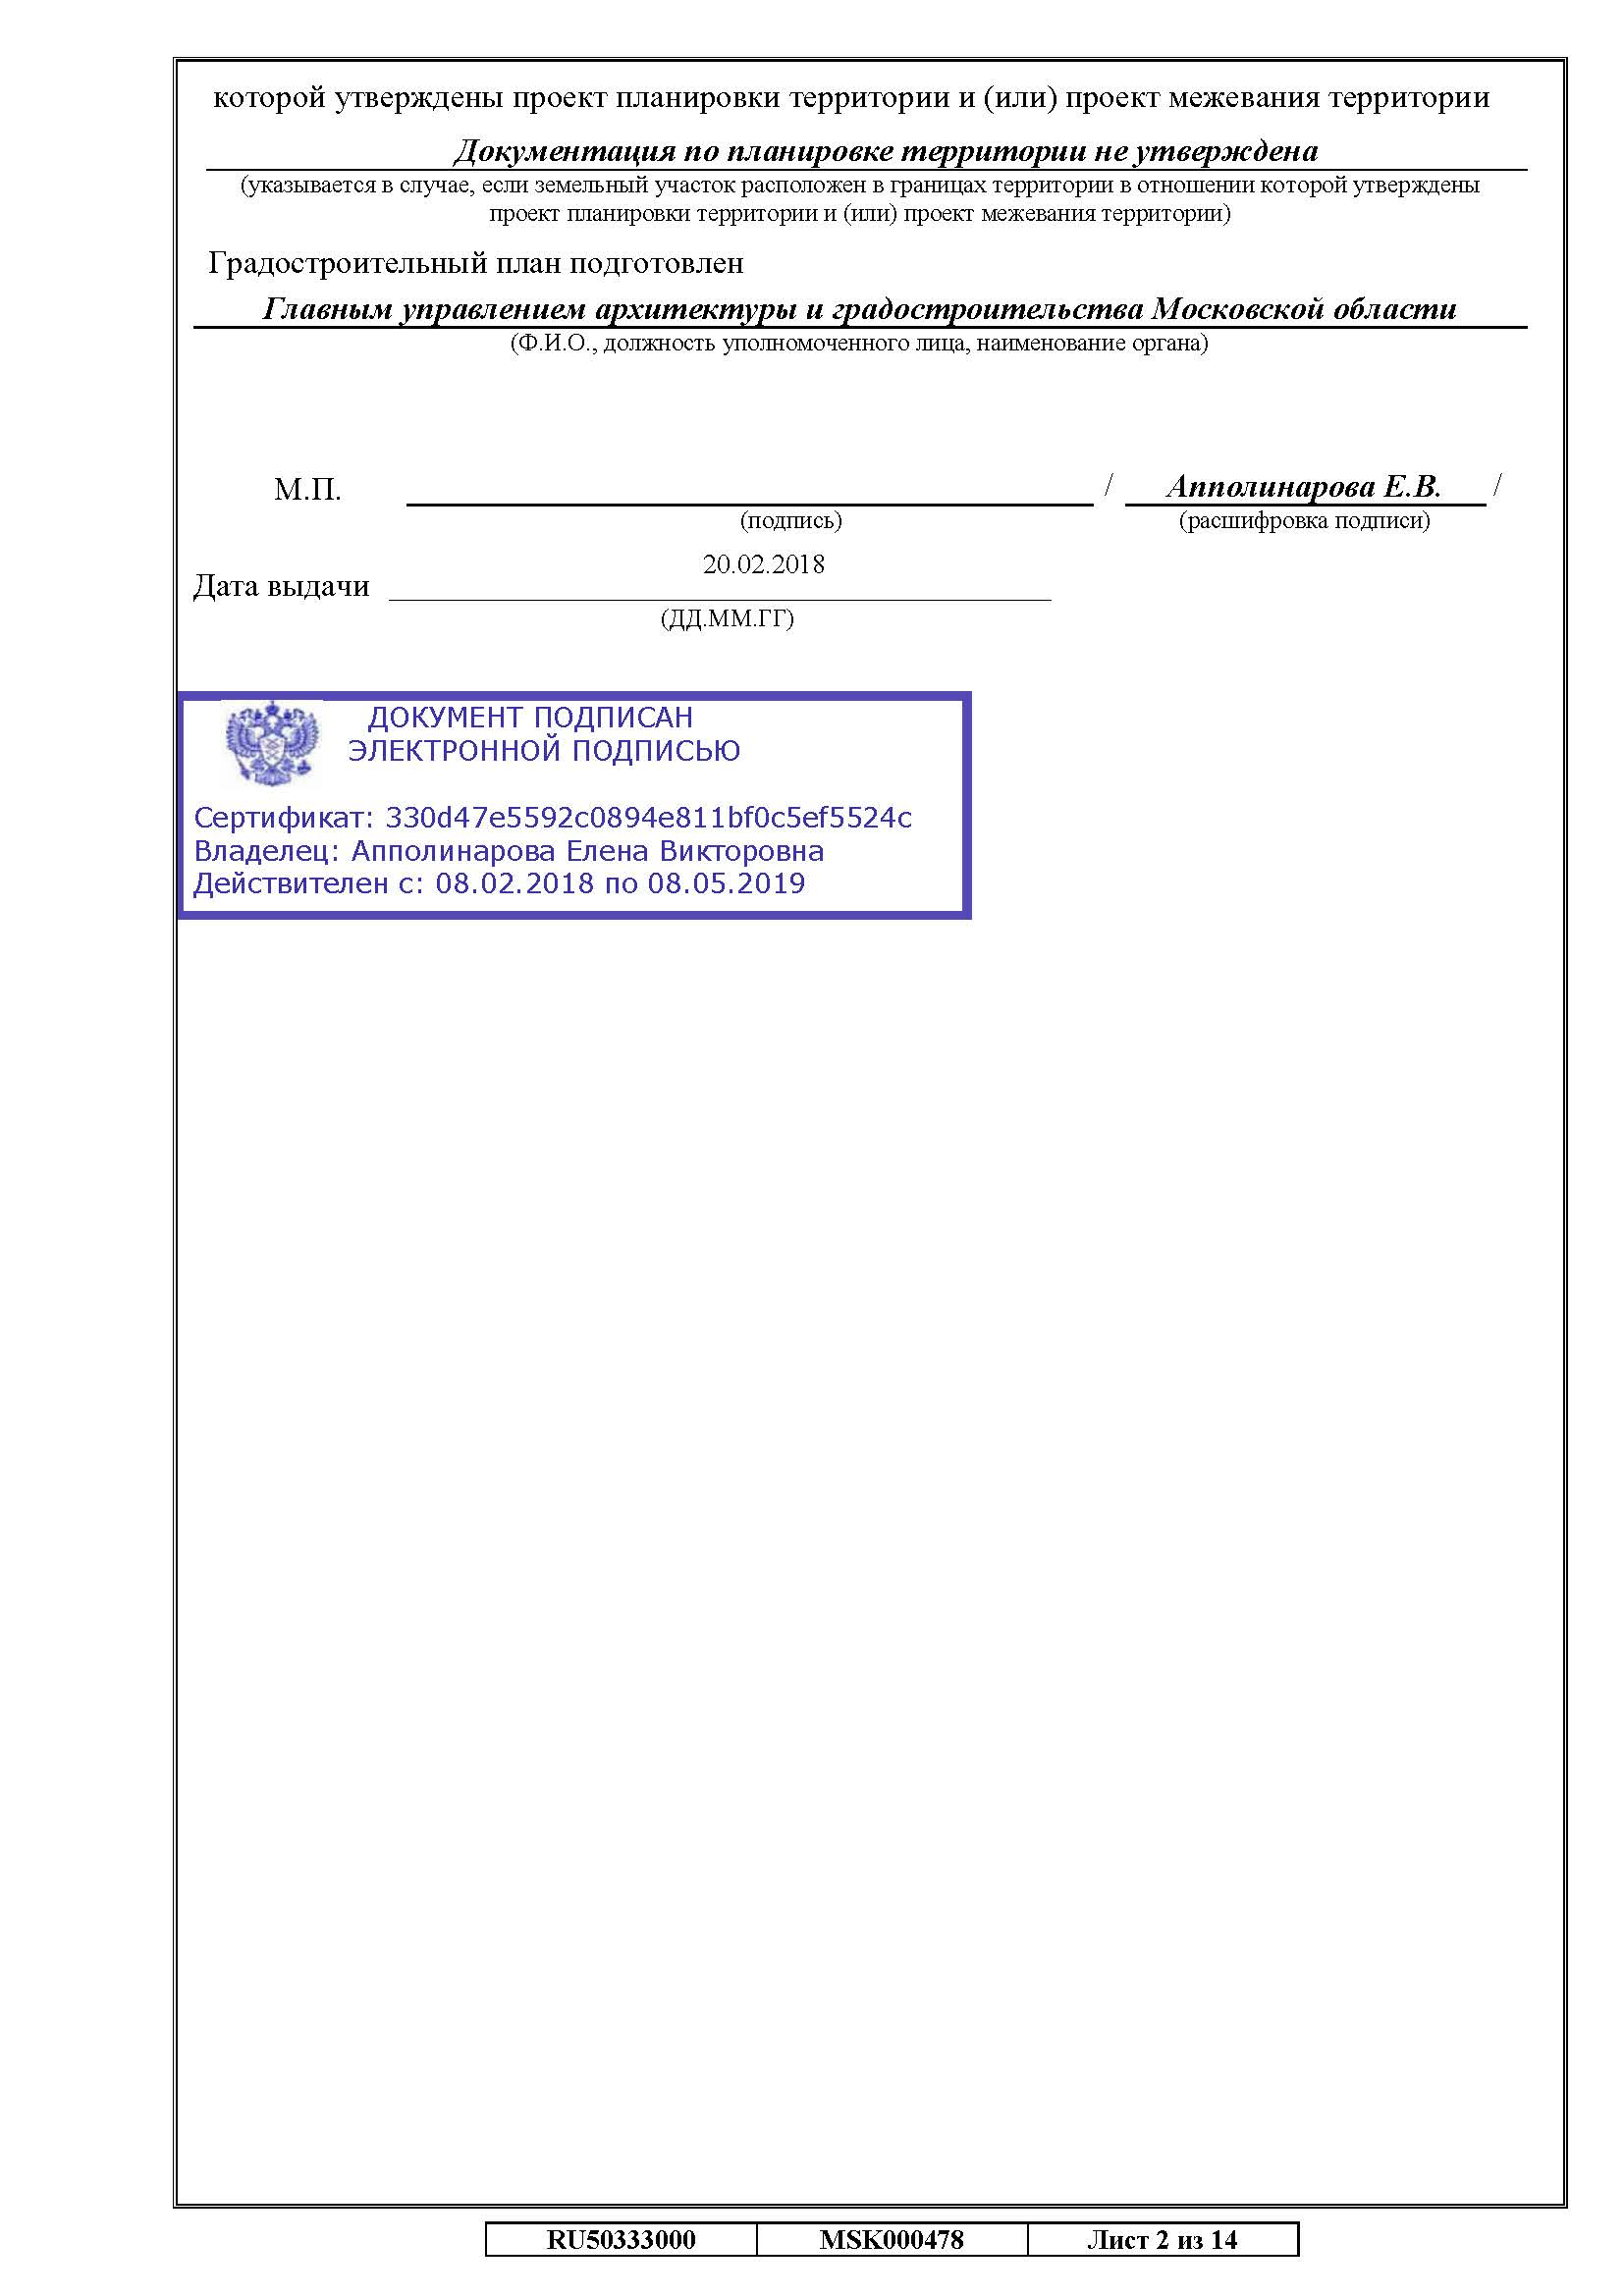 которой утверждены проект планировки территории и (или) проект межевания территории
Документация по планировке территории не утверждена
(указывается в случае, если земельный участок расположен в границах территории в отношении которой утверждены
проект планировки территории и (или) проект межевания территории)
Градостроительный план подготовлен
Главным управлением архитектуры и градостроительства Московской области
(Ф.И.О., должность уполномоченного лица, наименование органа)
М.П. / Апполинарова Е.В. /
(подпись) (расшифровка подписи)
20.02.2018
Дата выдачи
(ДД.ММ.ГГ)
ДОКУМЕНТ ПОДПИСАН
ЭЛЕКТРОННОЙ ПОДПИСЬЮ
Сертификат: 330d47e5592c0894e811bf0c5ef5524c
Владелец: Апполинарова Елена Викторовна
Действителен с: 08.02.2018 по 08.05.2019
RU50333000 MSK000478 Лист 2 из 14